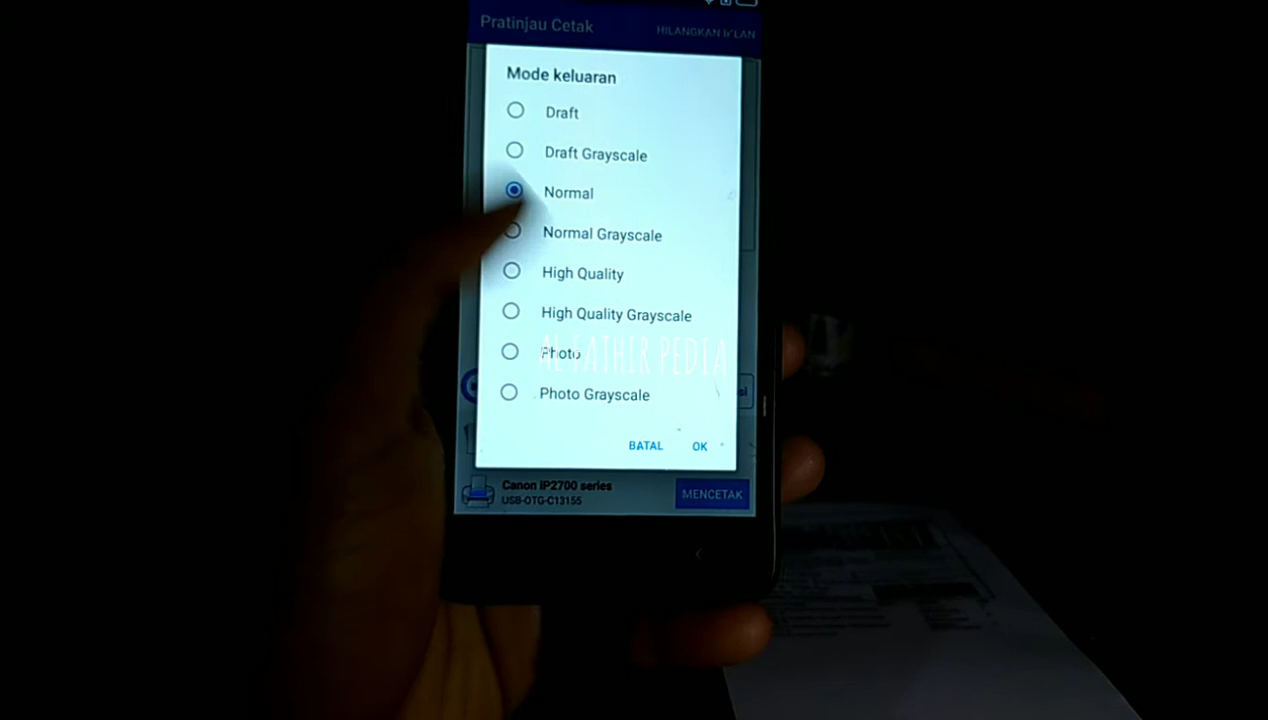 Pratinjau Cetak
HILANGKAN IKLAN
Mode keluaran
Draft
Draft Grayscale
Normal
Normal Grayscale
High Quality
High Quality Grayscale
AL FATHIR PEDIA
Photo
Photo Grayscale
BATAL OK
Canon iP2700 series
USB-OTG-C13155
MENCETAK